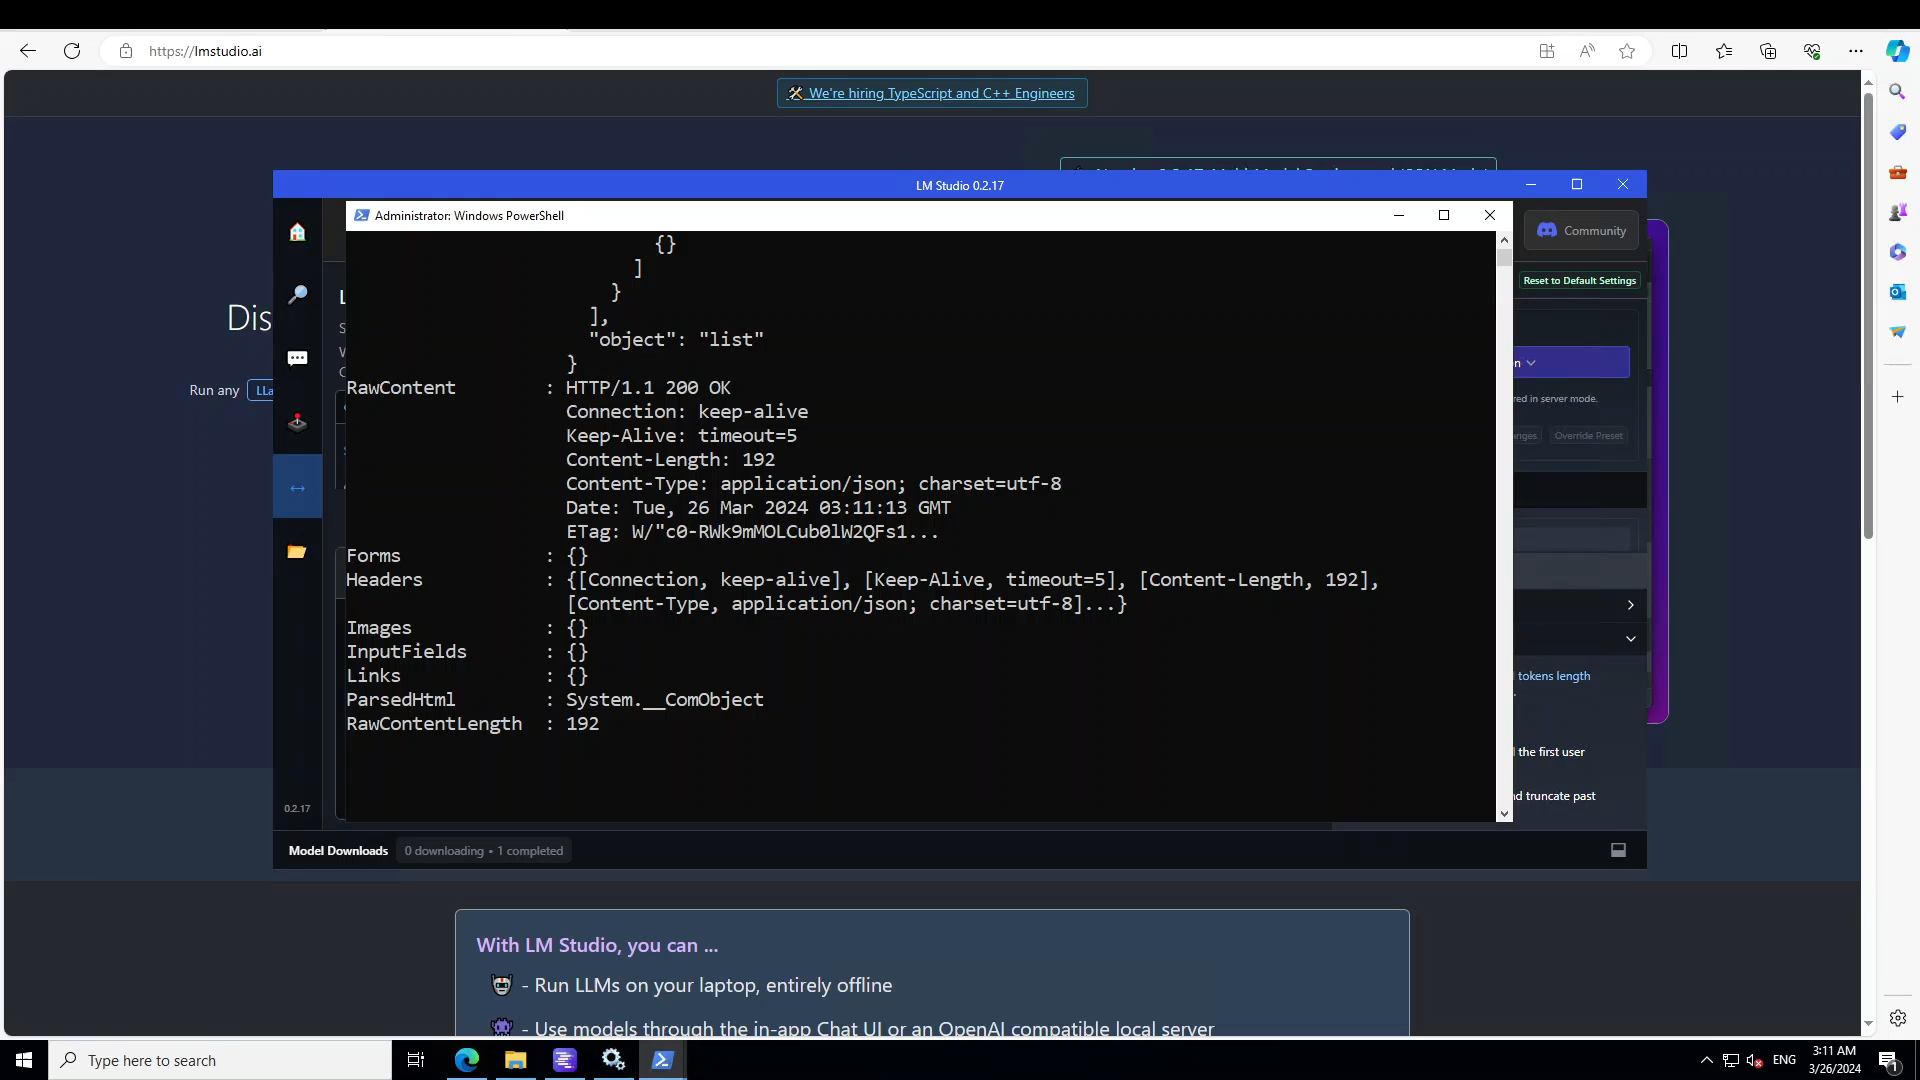 https://lmstudio.ai
🛠 We're hiring TypeScript and C++ Engineers
LM Studio 0.2.17
Administrator: Windows PowerShell
Community
Reset to Default Settings
{}
]
}
],
"object": "list"
}
RawContent : HTTP/1.1 200 OK
Connection: keep-alive
Keep-Alive: timeout=5
Content-Length: 192
Content-Type: application/json; charset=utf-8
Date: Tue, 26 Mar 2024 03:11:13 GMT
ETag: W/"c0-RWk9mMOLCub0lW2QFs1...
Forms : {}
Headers : {[Connection, keep-alive], [Keep-Alive, timeout=5], [Content-Length, 192],
[Content-Type, application/json; charset=utf-8]...}
Images : {}
InputFields : {}
Links : {}
ParsedHtml : System.__ComObject
RawContentLength : 192
Dis
Run any LLa
n
red in server mode.
nges Override Preset
tokens length
the first user
d truncate past
0.2.17
Model Downloads 0 downloading • 1 completed
With LM Studio, you can ...
🤖 - Run LLMs on your laptop, entirely offline
👾 - Use models through the in-app Chat UI or an OpenAI compatible local server
Type here to search
ENG
3:11 AM
3/26/2024
1